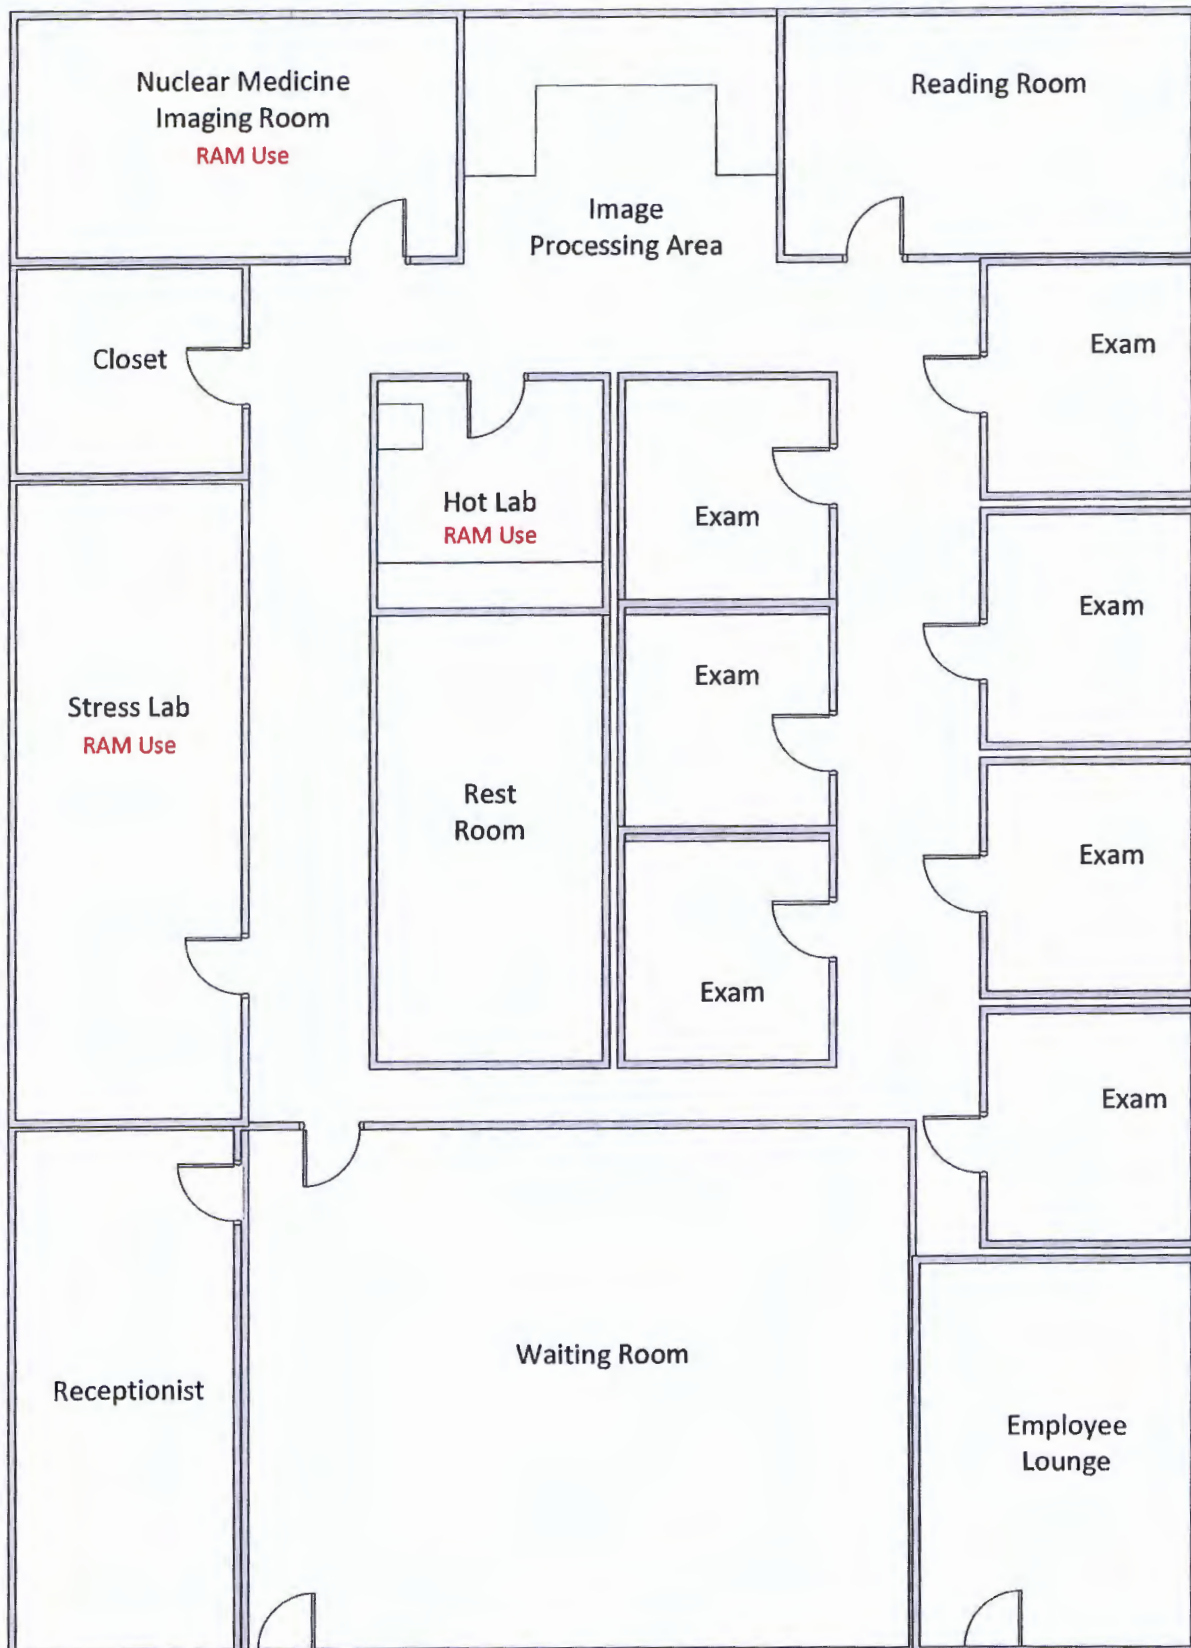 Nuclear Medicine
Imaging Room
RAM Use
Reading Room
Image
Processing Area
Closet
Exam
Hot Lab
RAM Use
Exam
Exam
Stress Lab
RAM Use
Exam
Rest
Room
Exam
Exam
Exam
Receptionist
Waiting Room
Employee
Lounge